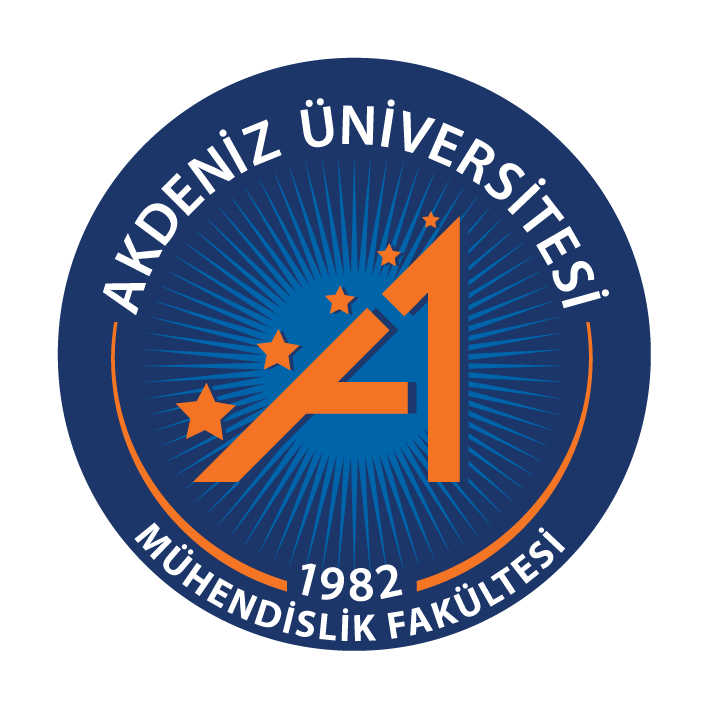 AKDENİZ ÜNİVERSİTESİ
1982
MÜHENDİSLİK FAKÜLTESİ